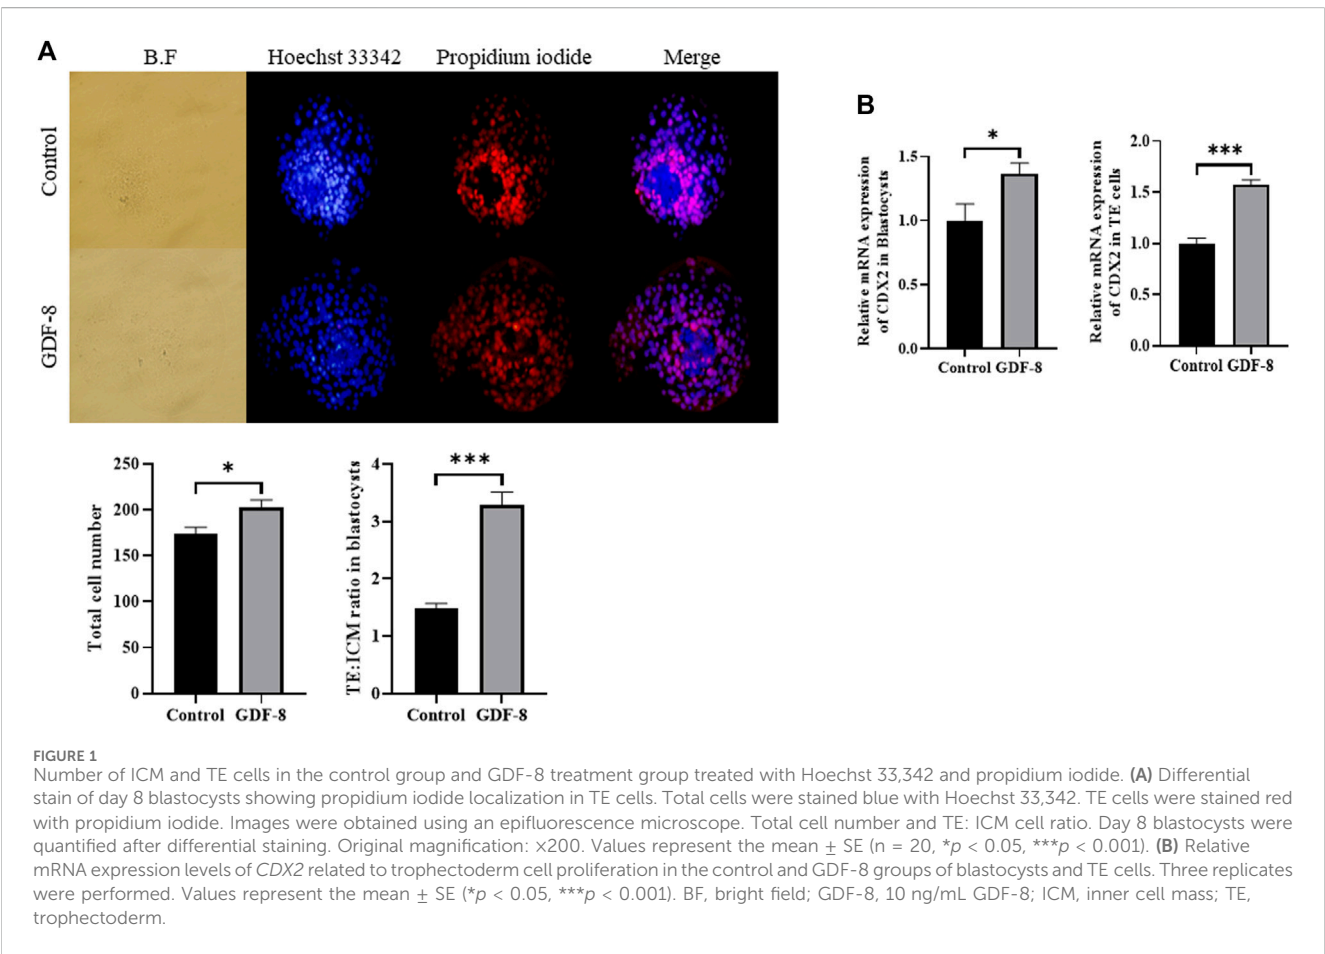 A
B.F Hoechst 33342 Propidium iodide Merge
Control
GDF-8
250
200
150
100
50
0
Total cell number
*
Control GDF-8
4
3
2
1
0
TE:ICM ratio in blastocysts
***
Control GDF-8
B
1.5
1.0
0.5
0.0
Relative mRNA expression
of CDX2 in Blastocysts
*
Control GDF-8
2.0
1.5
1.0
0.5
0.0
Relative mRNA expression
of CDX2 in TE cells
***
Control GDF-8
FIGURE 1
Number of ICM and TE cells in the control group and GDF-8 treatment group treated with Hoechst 33,342 and propidium iodide. (A) Differential
stain of day 8 blastocysts showing propidium iodide localization in TE cells. Total cells were stained blue with Hoechst 33,342. TE cells were stained red
with propidium iodide. Images were obtained using an epifluorescence microscope. Total cell number and TE: ICM cell ratio. Day 8 blastocysts were
quantified after differential staining. Original magnification: ×200. Values represent the mean ± SE (n = 20, *p < 0.05, ***p < 0.001). (B) Relative
mRNA expression levels of CDX2 related to trophectoderm cell proliferation in the control and GDF-8 groups of blastocysts and TE cells. Three replicates
were performed. Values represent the mean ± SE (*p < 0.05, ***p < 0.001). BF, bright field; GDF-8, 10 ng/mL GDF-8; ICM, inner cell mass; TE,
trophectoderm.